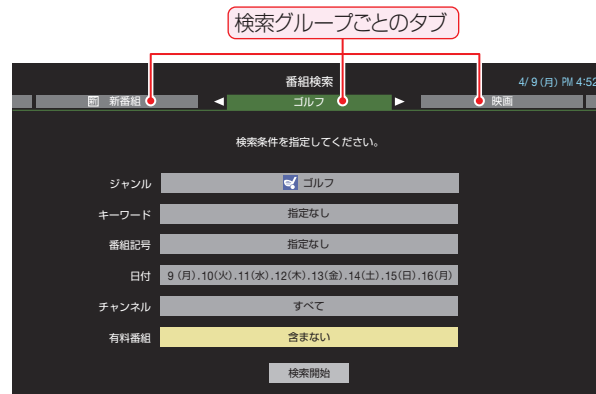 検索グループごとのタブ
番組検索
4/ 9 (月) PM 4:52
新 新番組
◀ ゴルフ ▶
映画
検索条件を指定してください。
ジャンル ゴルフ
キーワード 指定なし
番組記号 指定なし
日付 9 (月).10(火).11(水).12(木).13(金).14(土).15(日).16(月)
チャンネル すべて
有料番組 含まない
検索開始